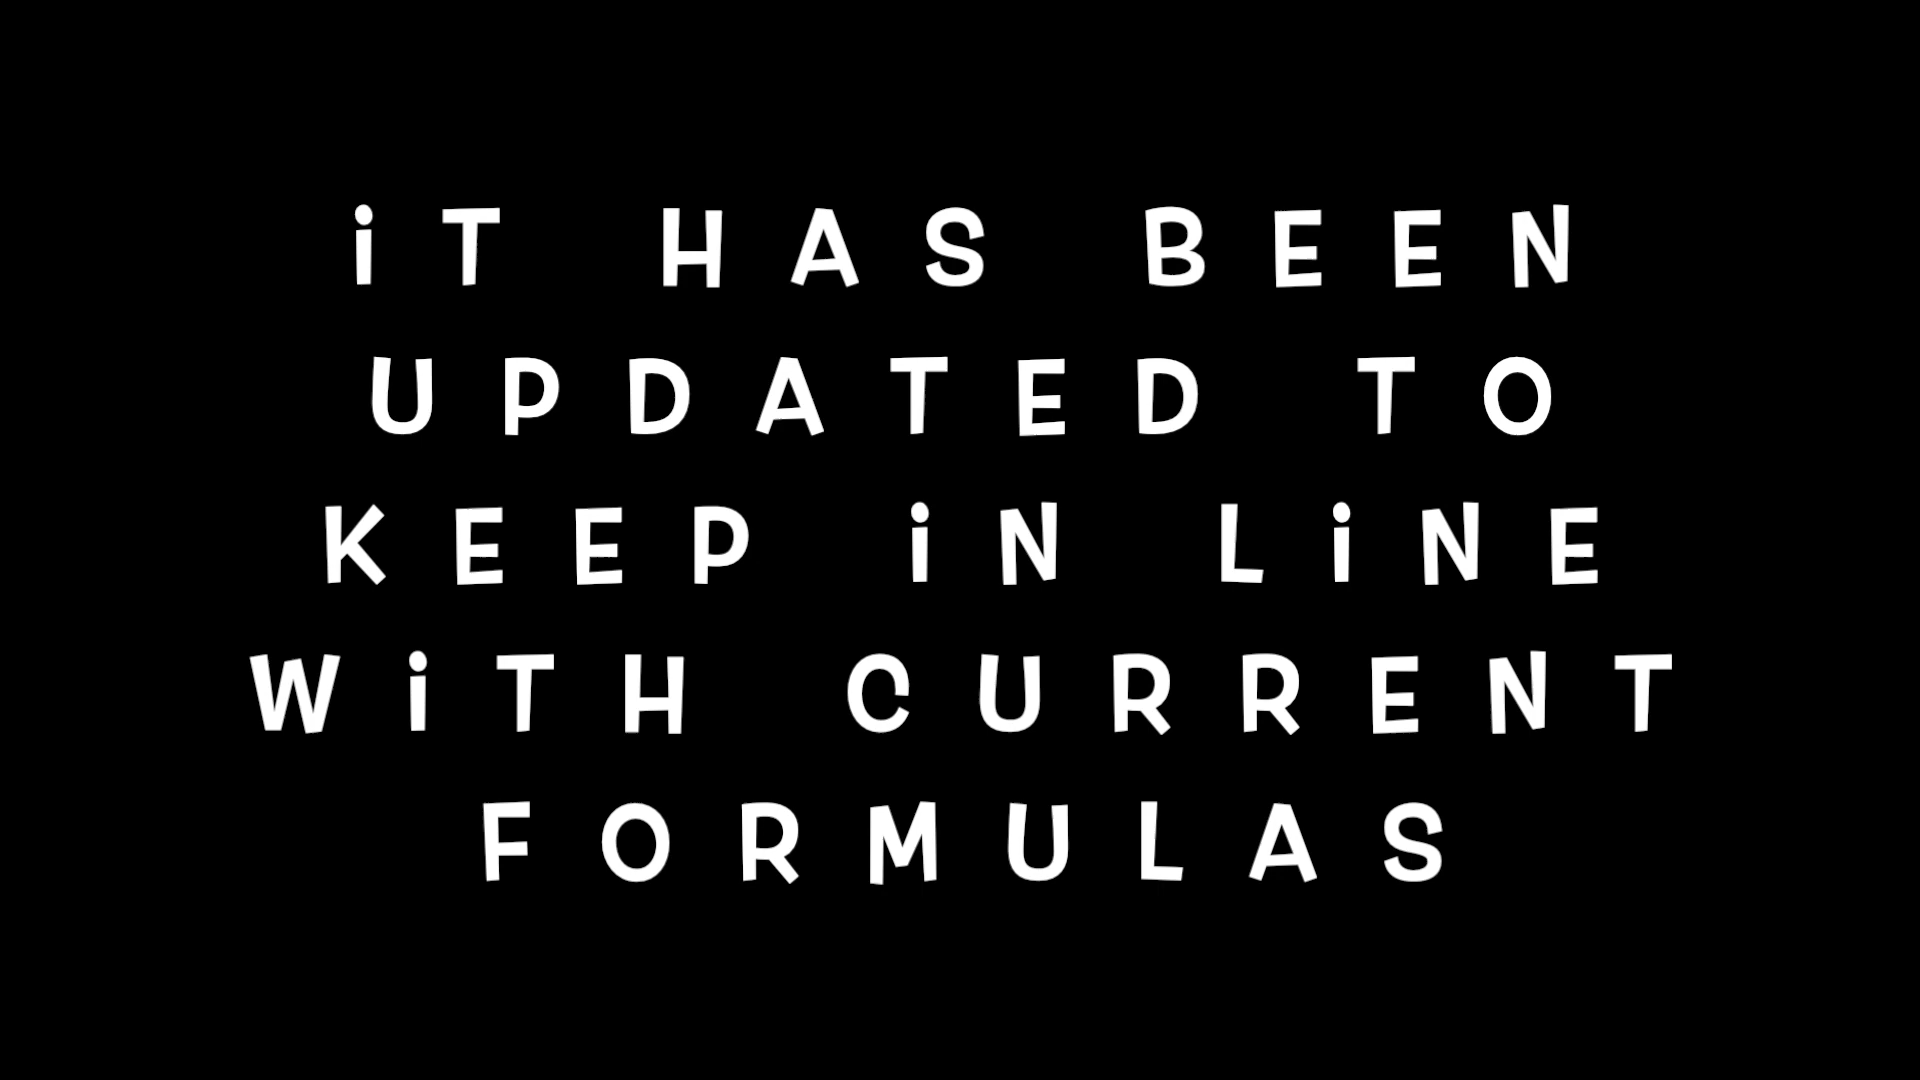 iT HAS BEEN
UPDATED TO
KEEP iN LiNE
WiTH CURRENT
FORMULAS